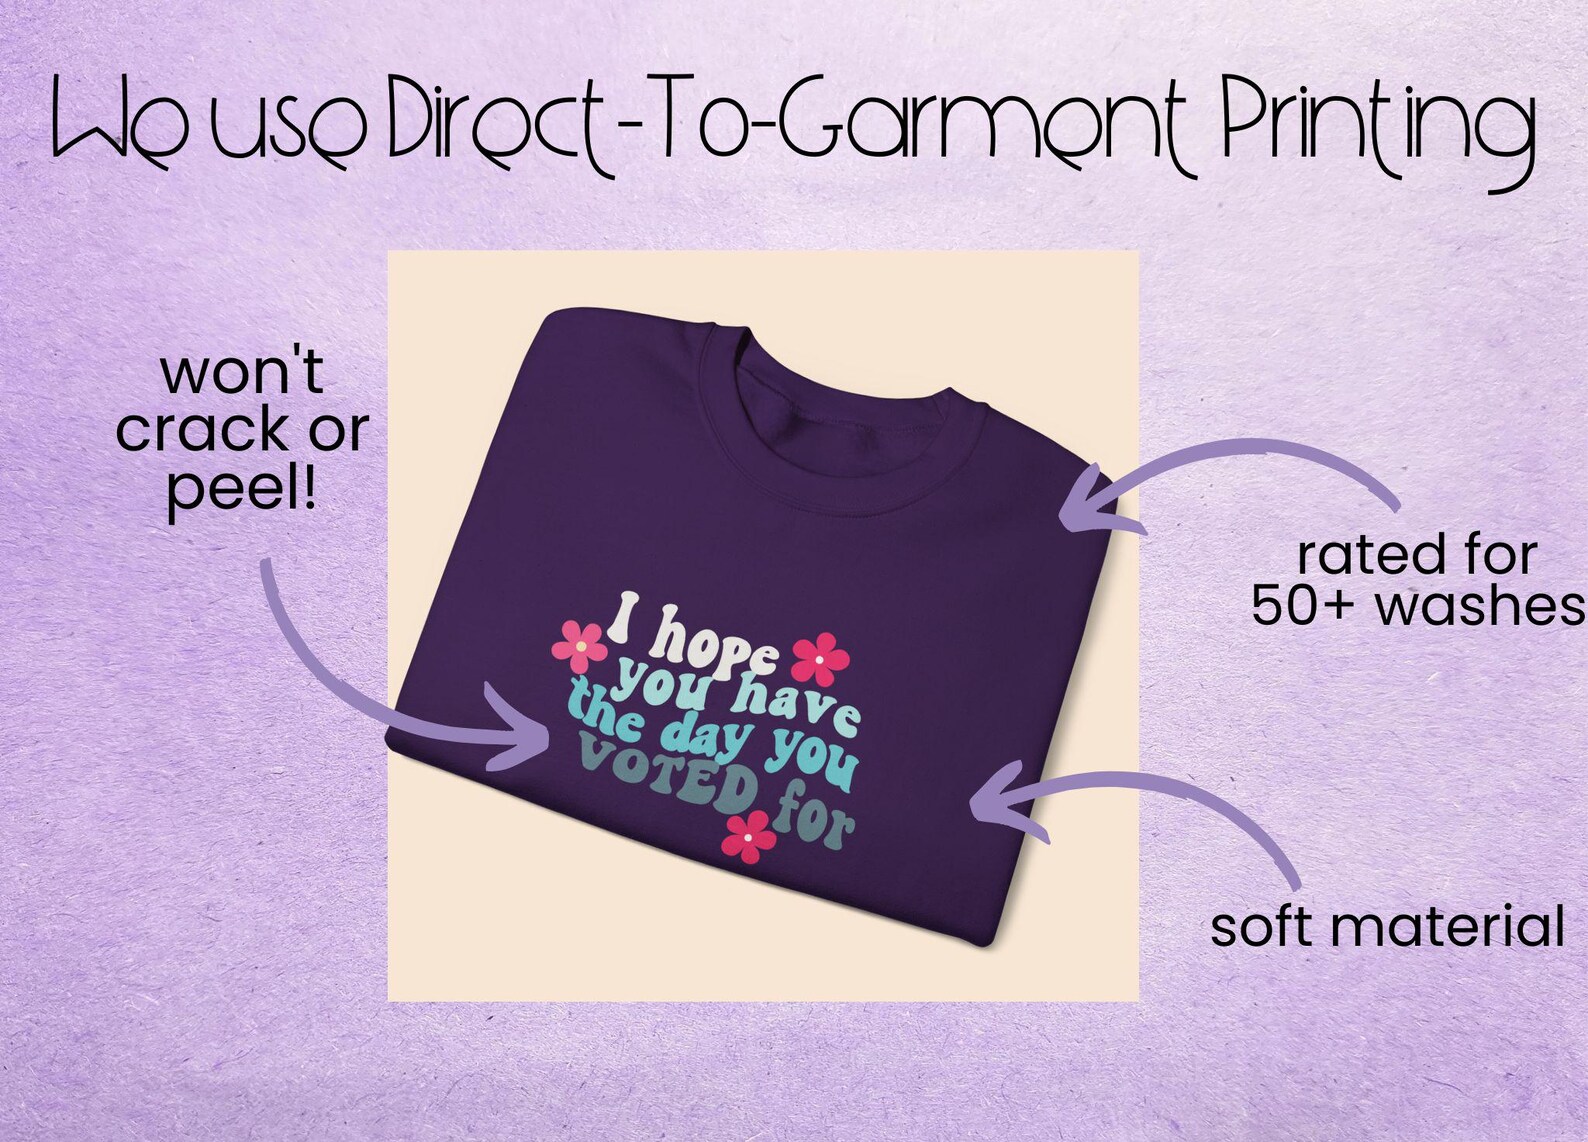 We use Direct-To-Garment Printing
won't
crack or
peel!
rated for
50+ washes
I hope
you have
the day you
VOTED for
soft material